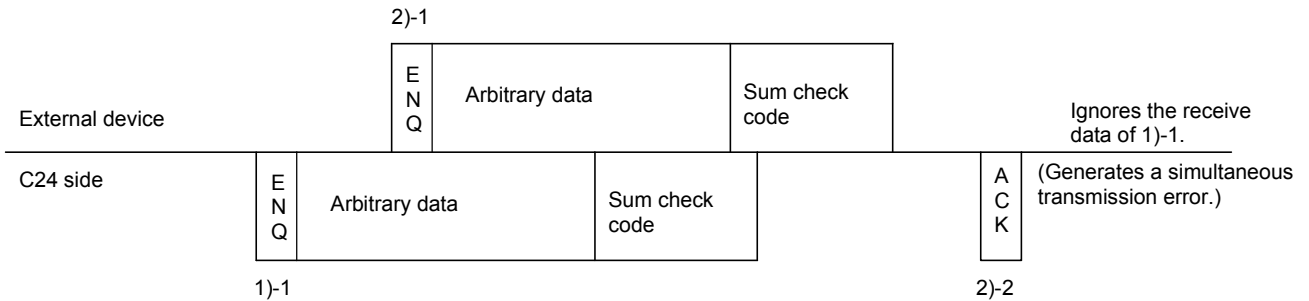 2)-1
E
N
Q
Arbitrary data
Sum check
code
External device
Ignores the receive
data of 1)-1.
C24 side
E
N
Q
Arbitrary data
Sum check
code
A
C
K
(Generates a simultaneous
transmission error.)
1)-1
2)-2